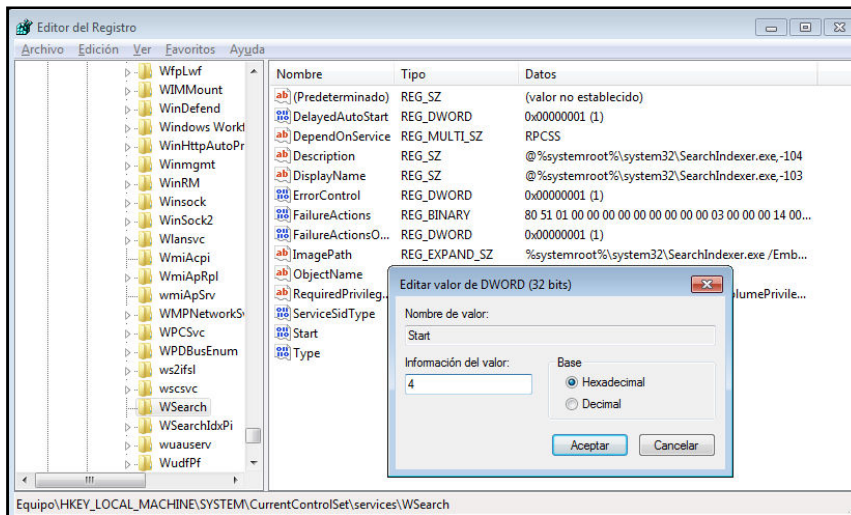 Editor del Registro
Archivo Edición Ver Favoritos Ayuda
WfpLwf
WIMMount
WinDefend
Windows Workf
WinHttpAutoPr
Winmgmt
WinRM
Winsock
WinSock2
Wlansvc
WmiAcpi
WmiApRpl
wmiApSrv
WMPNetworkSv
WPCSvc
WPDBusEnum
ws2ifsl
wscsvc
WSearch
WSearchIdxPi
wuauserv
WudfPf
Nombre Tipo Datos
(Predeterminado) REG_SZ (valor no establecido)
DelayedAutoStart REG_DWORD 0x00000001 (1)
DependOnService REG_MULTI_SZ RPCSS
Description REG_SZ @%systemroot%\system32\SearchIndexer.exe,-104
DisplayName REG_SZ @%systemroot%\system32\SearchIndexer.exe,-103
ErrorControl REG_DWORD 0x00000001 (1)
FailureActions REG_BINARY 80 51 01 00 00 00 00 00 00 00 00 00 03 00 00 00 14 00...
FailureActionsO... REG_DWORD 0x00000001 (1)
ImagePath REG_EXPAND_SZ %systemroot%\system32\SearchIndexer.exe /Emb...
ObjectName
RequiredPrivileg... lumePrivile...
ServiceSidType
Start
Type
Editar valor de DWORD (32 bits)
Nombre de valor:
Start
Información del valor:
4
Base
Hexadecimal
Decimal
Aceptar Cancelar
Equipo\HKEY_LOCAL_MACHINE\SYSTEM\CurrentControlSet\services\WSearch